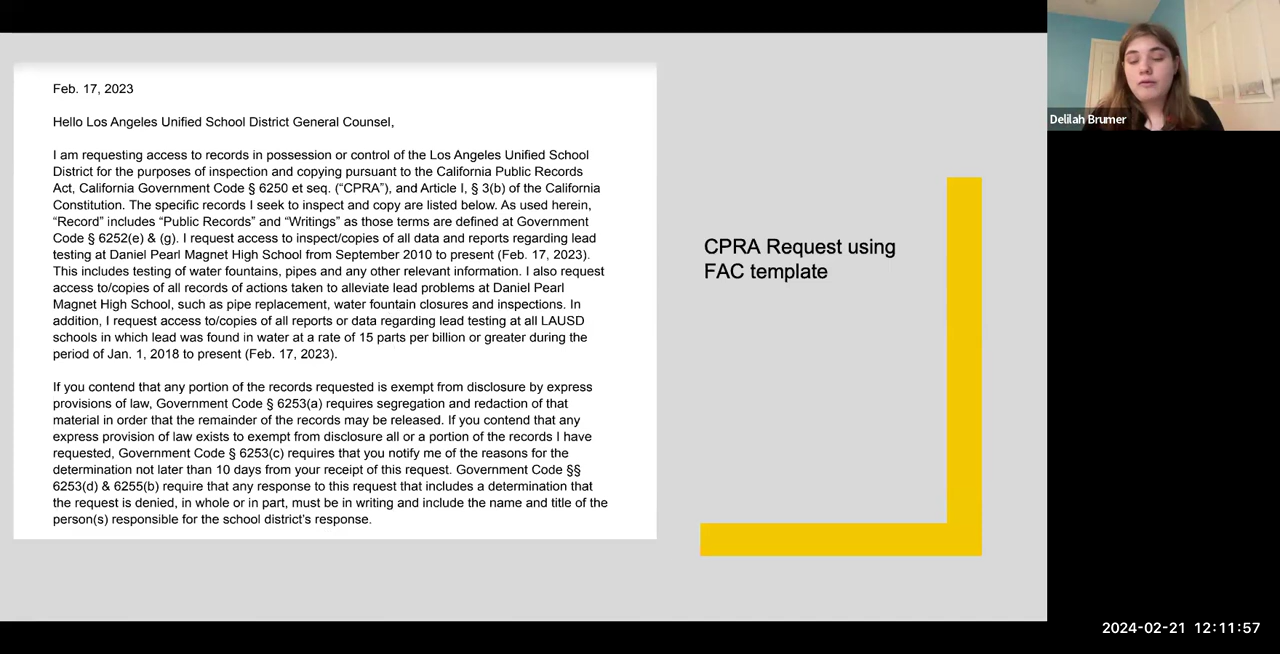 Feb. 17, 2023
Hello Los Angeles Unified School District General Counsel,
I am requesting access to records in possession or control of the Los Angeles Unified School
District for the purposes of inspection and copying pursuant to the California Public Records
Act, California Government Code § 6250 et seq. (“CPRA”), and Article I, § 3(b) of the California
Constitution. The specific records I seek to inspect and copy are listed below. As used herein,
“Record” includes “Public Records” and “Writings” as those terms are defined at Government
Code § 6252(e) & (g). I request access to inspect/copies of all data and reports regarding lead
testing at Daniel Pearl Magnet High School from September 2010 to present (Feb. 17, 2023).
This includes testing of water fountains, pipes and any other relevant information. I also request
access to/copies of all records of actions taken to alleviate lead problems at Daniel Pearl
Magnet High School, such as pipe replacement, water fountain closures and inspections. In
addition, I request access to/copies of all reports or data regarding lead testing at all LAUSD
schools in which lead was found in water at a rate of 15 parts per billion or greater during the
period of Jan. 1, 2018 to present (Feb. 17, 2023).
If you contend that any portion of the records requested is exempt from disclosure by express
provisions of law, Government Code § 6253(a) requires segregation and redaction of that
material in order that the remainder of the records may be released. If you contend that any
express provision of law exists to exempt from disclosure all or a portion of the records I have
requested, Government Code § 6253(c) requires that you notify me of the reasons for the
determination not later than 10 days from your receipt of this request. Government Code §§
6253(d) & 6255(b) require that any response to this request that includes a determination that
the request is denied, in whole or in part, must be in writing and include the name and title of the
person(s) responsible for the school district’s response.
CPRA Request using
FAC template
Delilah Brumer
2024-02-21 12:11:57